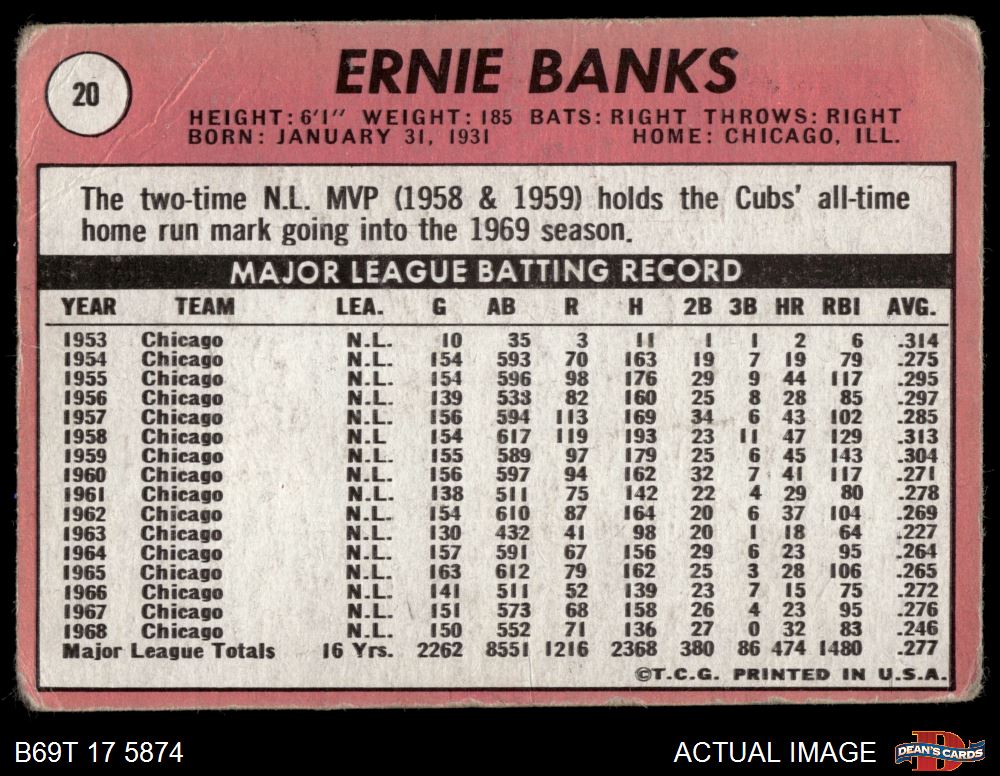 20
ERNIE BANKS
HEIGHT: 6'1" WEIGHT: 185 BATS: RIGHT THROWS: RIGHT
BORN: JANUARY 31, 1931 HOME: CHICAGO, ILL.
The two-time N.L. MVP (1958 & 1959) holds the Cubs' all-time
home run mark going into the 1969 season.
MAJOR LEAGUE BATTING RECORD
YEAR TEAM LEA. G AB R H 2B 3B HR RBI AVG.
1953 Chicago N.L. 10 35 3 11 1 1 2 6 .314
1954 Chicago N.L. 154 593 70 163 19 7 19 79 .275
1955 Chicago N.L. 154 596 98 176 29 9 44 117 .295
1956 Chicago N.L. 139 538 82 160 25 8 28 85 .297
1957 Chicago N.L. 156 594 113 169 34 6 43 102 .285
1958 Chicago N.L 154 617 119 193 23 11 47 129 .313
1959 Chicago N.L. 155 589 97 179 25 6 45 143 .304
1960 Chicago N.L. 156 597 94 162 32 7 41 117 .271
1961 Chicago N.L. 138 511 75 142 22 4 29 80 .278
1962 Chicago N.L. 154 610 87 164 20 6 37 104 .269
1963 Chicago N.L. 130 432 41 98 20 1 18 64 .227
1964 Chicago N.L. 157 591 67 156 29 6 23 95 .264
1965 Chicago N.L. 163 612 79 162 25 3 28 106 .265
1966 Chicago N.L. 141 511 52 139 23 7 15 75 .272
1967 Chicago N.L. 151 573 68 158 26 4 23 95 .276
1968 Chicago N.L. 150 552 71 136 27 0 32 83 .246
Major League Totals 16 Yrs. 2262 8551 1216 2368 380 86 474 1480 .277
©T.C.G. PRINTED IN U.S.A.
B69T 17 5874 ACTUAL IMAGE DEAN'S CARDS